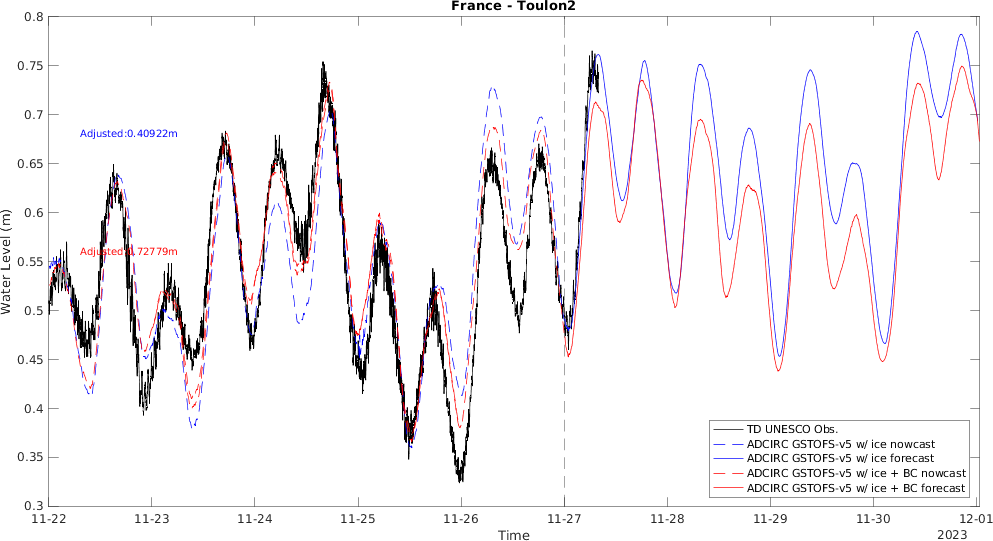 France - Toulon2
0.8
0.75
0.7
0.65
0.6
0.55
0.5
0.45
0.4
0.35
0.3
Water Level (m)
Adjusted:0.40922m
Adjusted:0.72779m
TD UNESCO Obs.
ADCIRC GSTOFS-v5 w/ ice nowcast
ADCIRC GSTOFS-v5 w/ ice forecast
ADCIRC GSTOFS-v5 w/ ice + BC nowcast
ADCIRC GSTOFS-v5 w/ ice + BC forecast
11-22 11-23 11-24 11-25 11-26 11-27 11-28 11-29 11-30 12-01
Time
2023